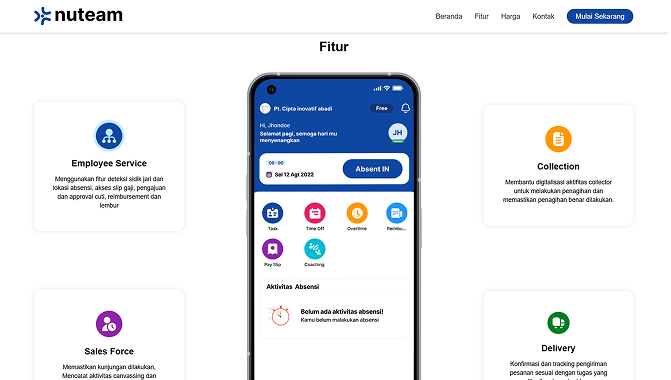 nuteam
Beranda Fitur Harga Kontak Mulai Sekarang
Fitur
Employee Service
Menggunakan fitur deteksi sidik jari dan
lokasi absensi, akses slip gaji, pengajuan
dan approval cuti, reimbursement dan
lembur
Sales Force
Memastikan kunjungan dilakukan,
Mencatat aktivitas canvassing dan
Pt. Cipta inovatif abadi
Free
Hi, Jhondoe
Selamat pagi, semoga hari mu
menyenangkan
JH
09:00
Sel 12 Agt 2022
Absent IN
Task Time Off Overtime Reimbu...
Pay Slip Coaching
Aktivitas Absensi
Belum ada aktivitas absensi!
Kamu belum malakukan absensi
Collection
Membantu digitalisasi aktifitas collector
untuk melakukan penagihan dan
memastikan penagihan benar dilakukan.
Delivery
Konfirmasi dan tracking pengiriman
pesanan sesuai dengan tugas yang